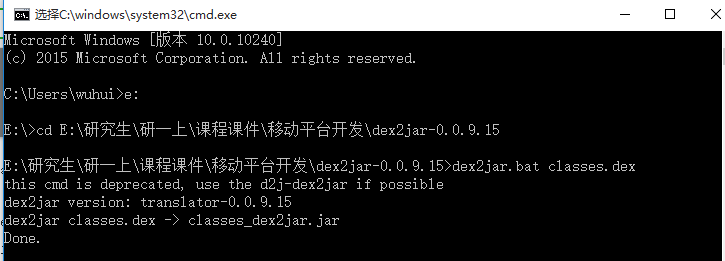 选择C:\windows\system32\cmd.exe
Microsoft Windows [版本 10.0.10240]
(c) 2015 Microsoft Corporation. All rights reserved.
C:\Users\wuhui>e:
E:\>cd E:\研究生\研一上\课程课件\移动平台开发\dex2jar-0.0.9.15
E:\研究生\研一上\课程课件\移动平台开发\dex2jar-0.0.9.15>dex2jar.bat classes.dex
this cmd is deprecated, use the d2j-dex2jar if possible
dex2jar version: translator-0.0.9.15
dex2jar classes.dex -> classes_dex2jar.jar
Done.